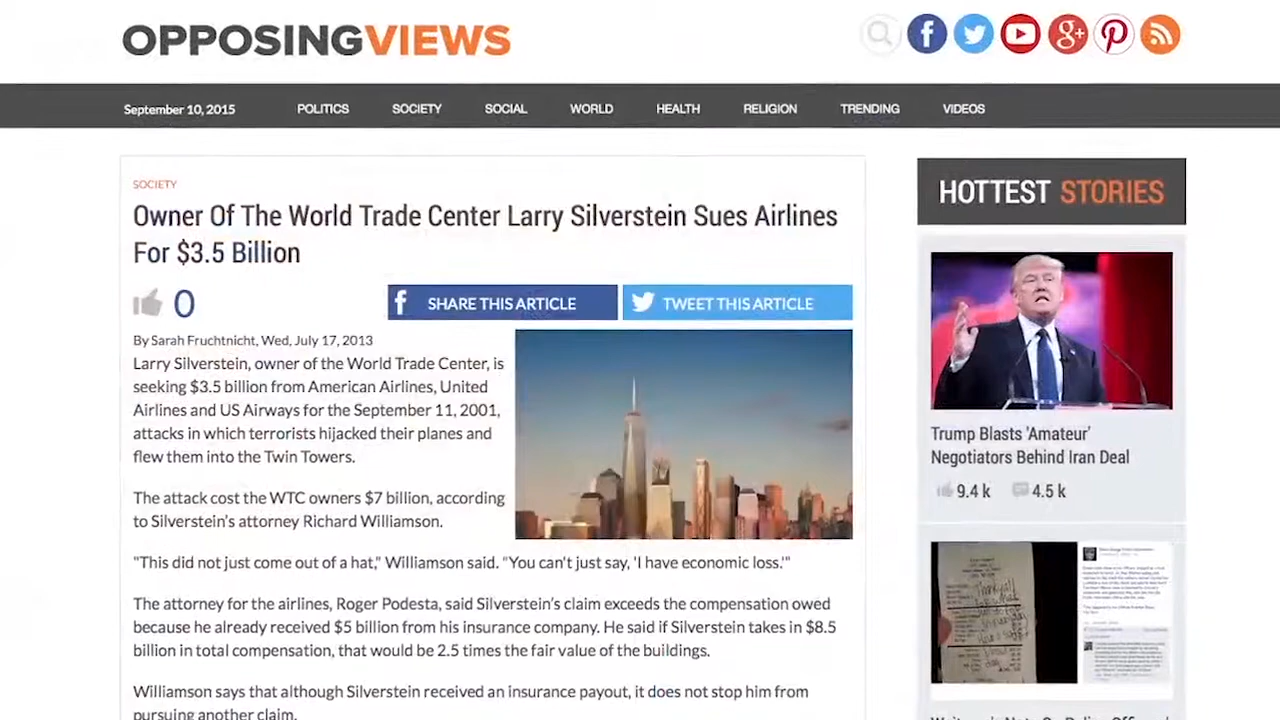 OPPOSINGVIEWS
September 10, 2015 POLITICS SOCIETY SOCIAL WORLD HEALTH RELIGION TRENDING VIDEOS
SOCIETY
Owner Of The World Trade Center Larry Silverstein Sues Airlines
For $3.5 Billion
0
SHARE THIS ARTICLE
TWEET THIS ARTICLE
By Sarah Fruchtnicht, Wed, July 17, 2013
Larry Silverstein, owner of the World Trade Center, is
seeking $3.5 billion from American Airlines, United
Airlines and US Airways for the September 11, 2001,
attacks in which terrorists hijacked their planes and
flew them into the Twin Towers.
The attack cost the WTC owners $7 billion, according
to Silverstein's attorney Richard Williamson.
"This did not just come out of a hat," Williamson said. "You can't just say, 'I have economic loss.'"
The attorney for the airlines, Roger Podesta, said Silverstein's claim exceeds the compensation owed
because he already received $5 billion from his insurance company. He said if Silverstein takes in $8.5
billion in total compensation, that would be 2.5 times the fair value of the buildings.
Williamson says that although Silverstein received an insurance payout, it does not stop him from
pursuing another claim.
HOTTEST STORIES
Trump Blasts 'Amateur'
Negotiators Behind Iran Deal
9.4 k 4.5 k